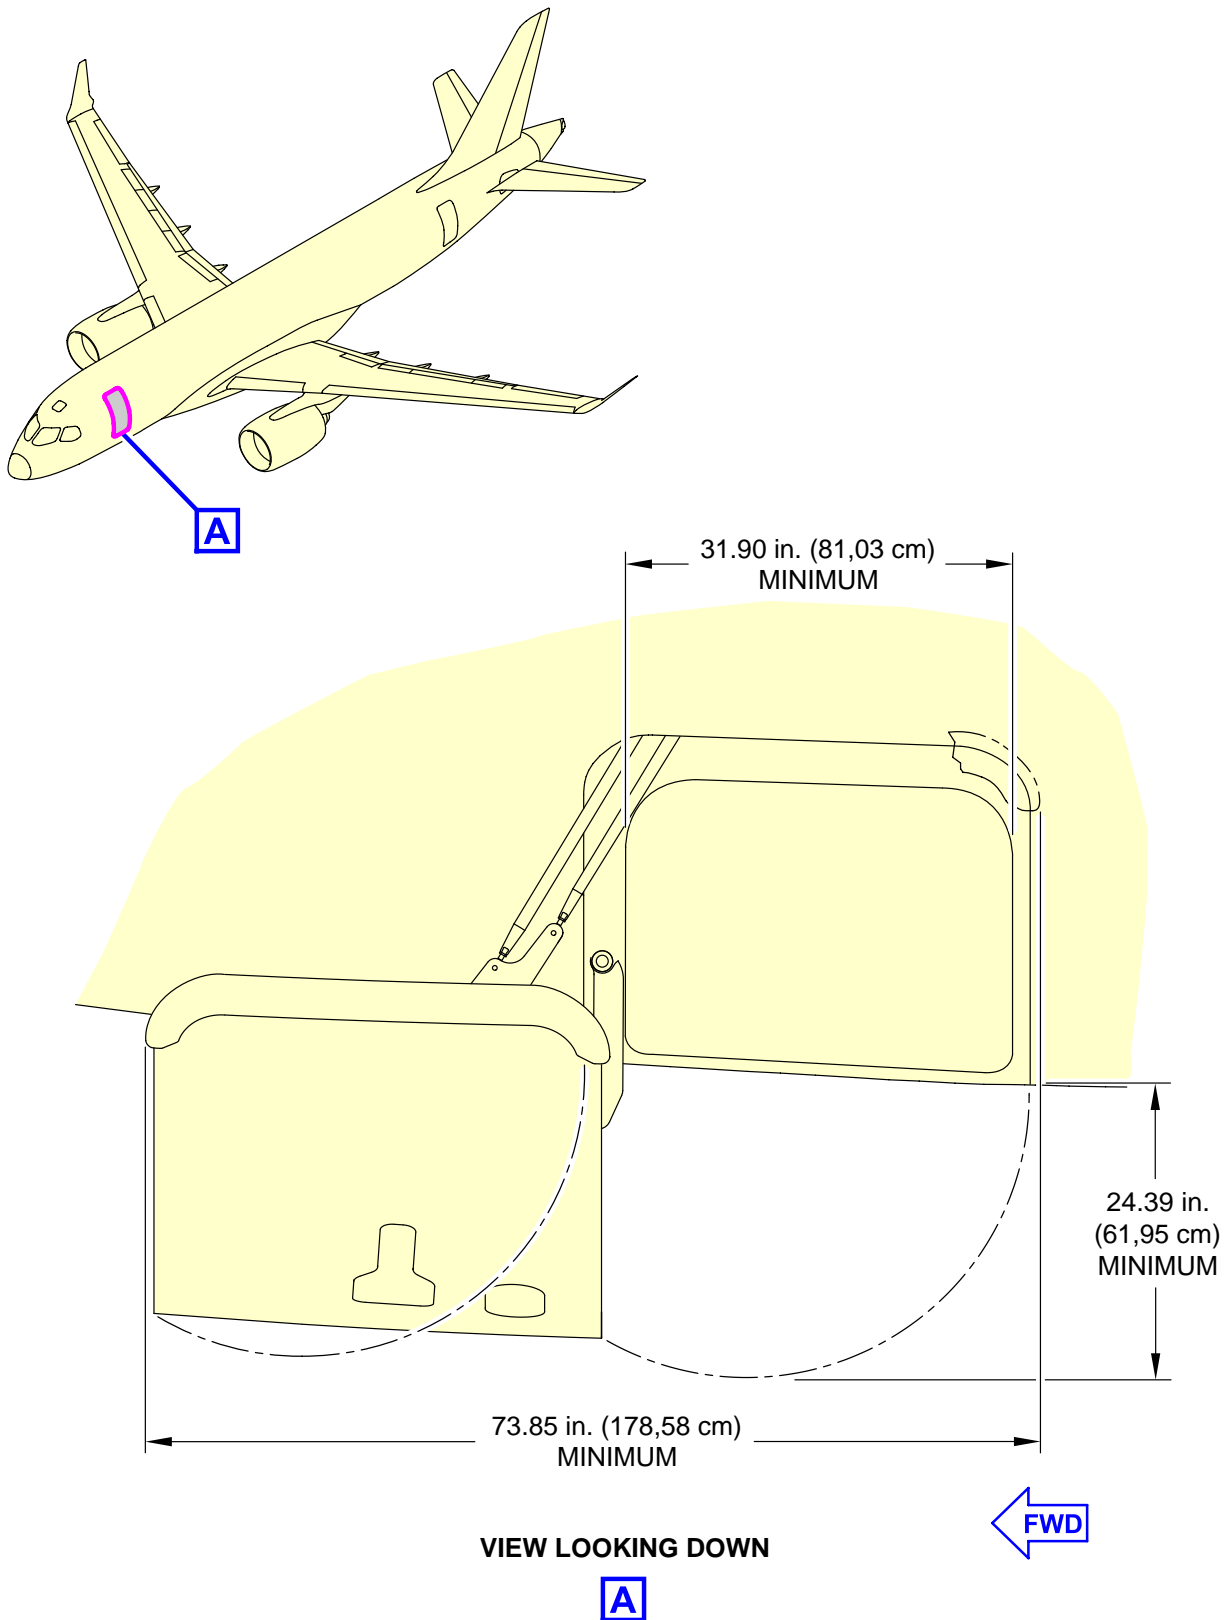 A
31.90 in. (81,03 cm)
MINIMUM
24.39 in.
(61,95 cm)
MINIMUM
73.85 in. (178,58 cm)
MINIMUM
FWD
VIEW LOOKING DOWN
A